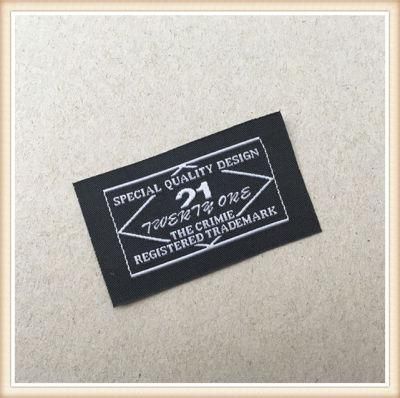 SPECIAL QUALITY DESIGN
21
TWENTY ONE
THE CRIMIE
REGISTERED TRADEMARK